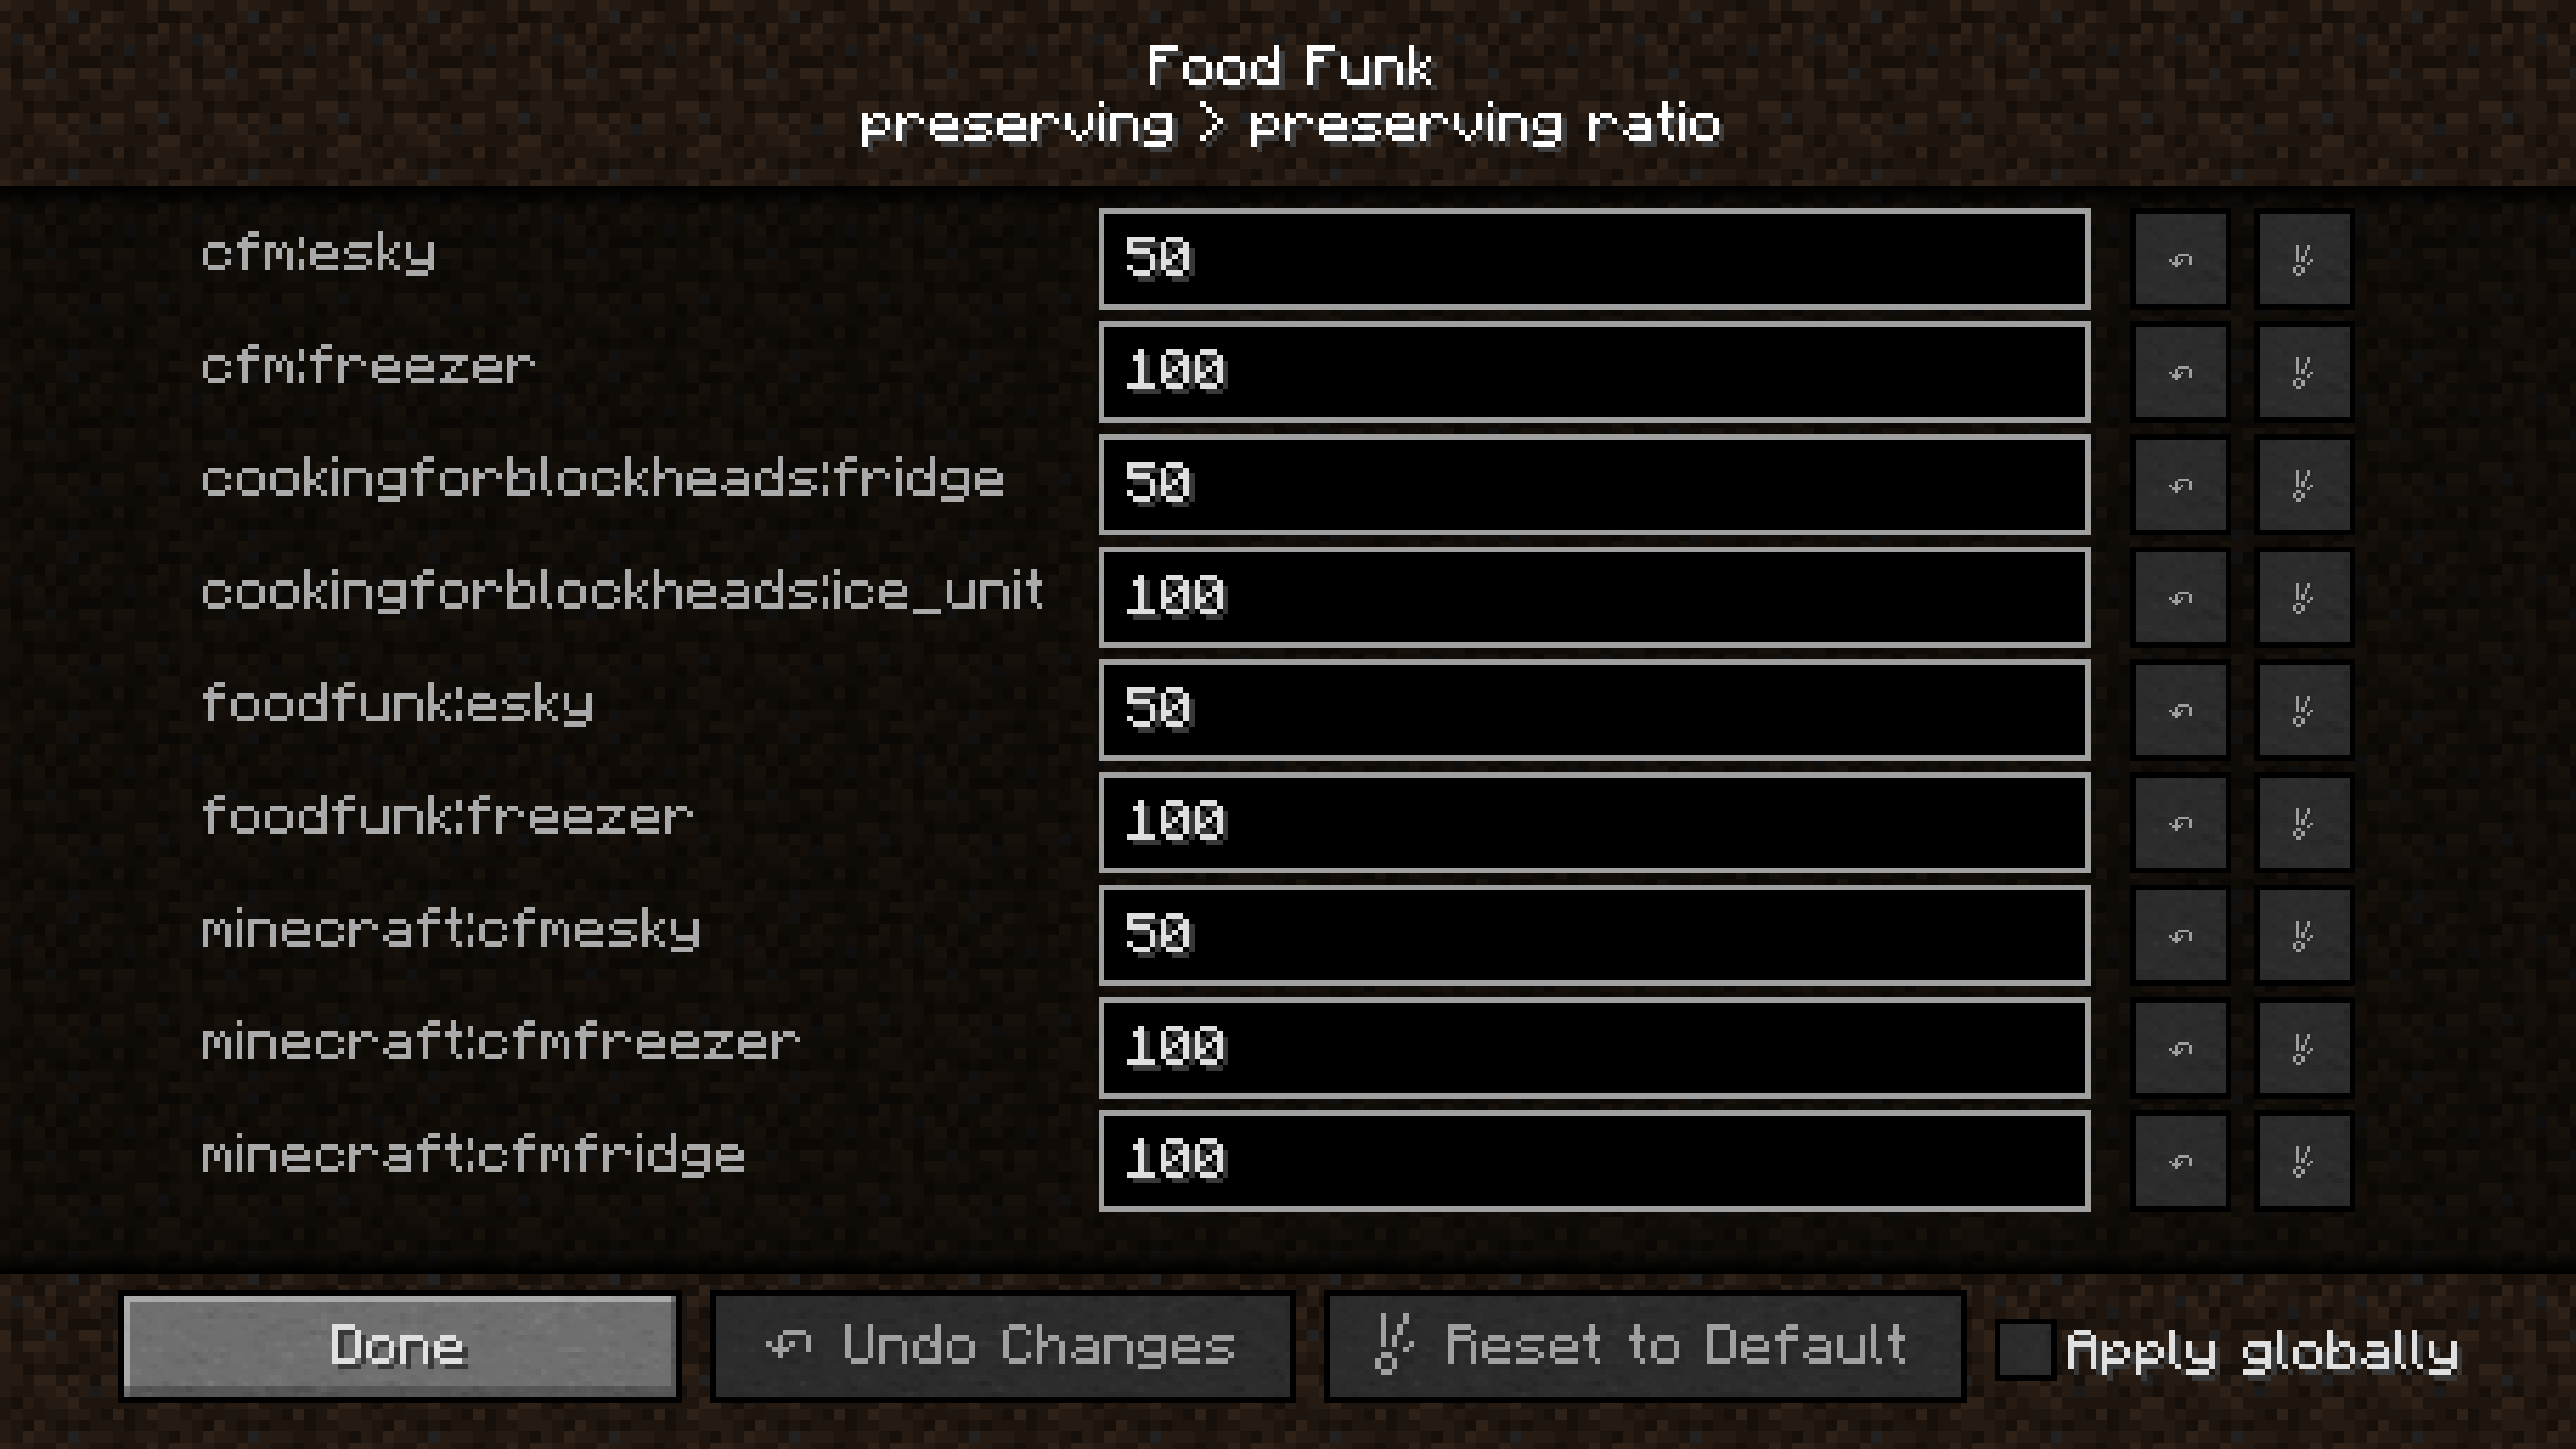 Food Funk
preserving > preserving ratio
cfm:esky 50
cfm:freezer 100
cookingforblockheads:fridge 50
cookingforblockheads:ice_unit 100
foodfunk:esky 50
foodfunk:freezer 100
minecraft:cfmesky 50
minecraft:cfmfreezer 100
minecraft:cfmfridge 100
Done ↶ Undo Changes Reset to Default Apply globally